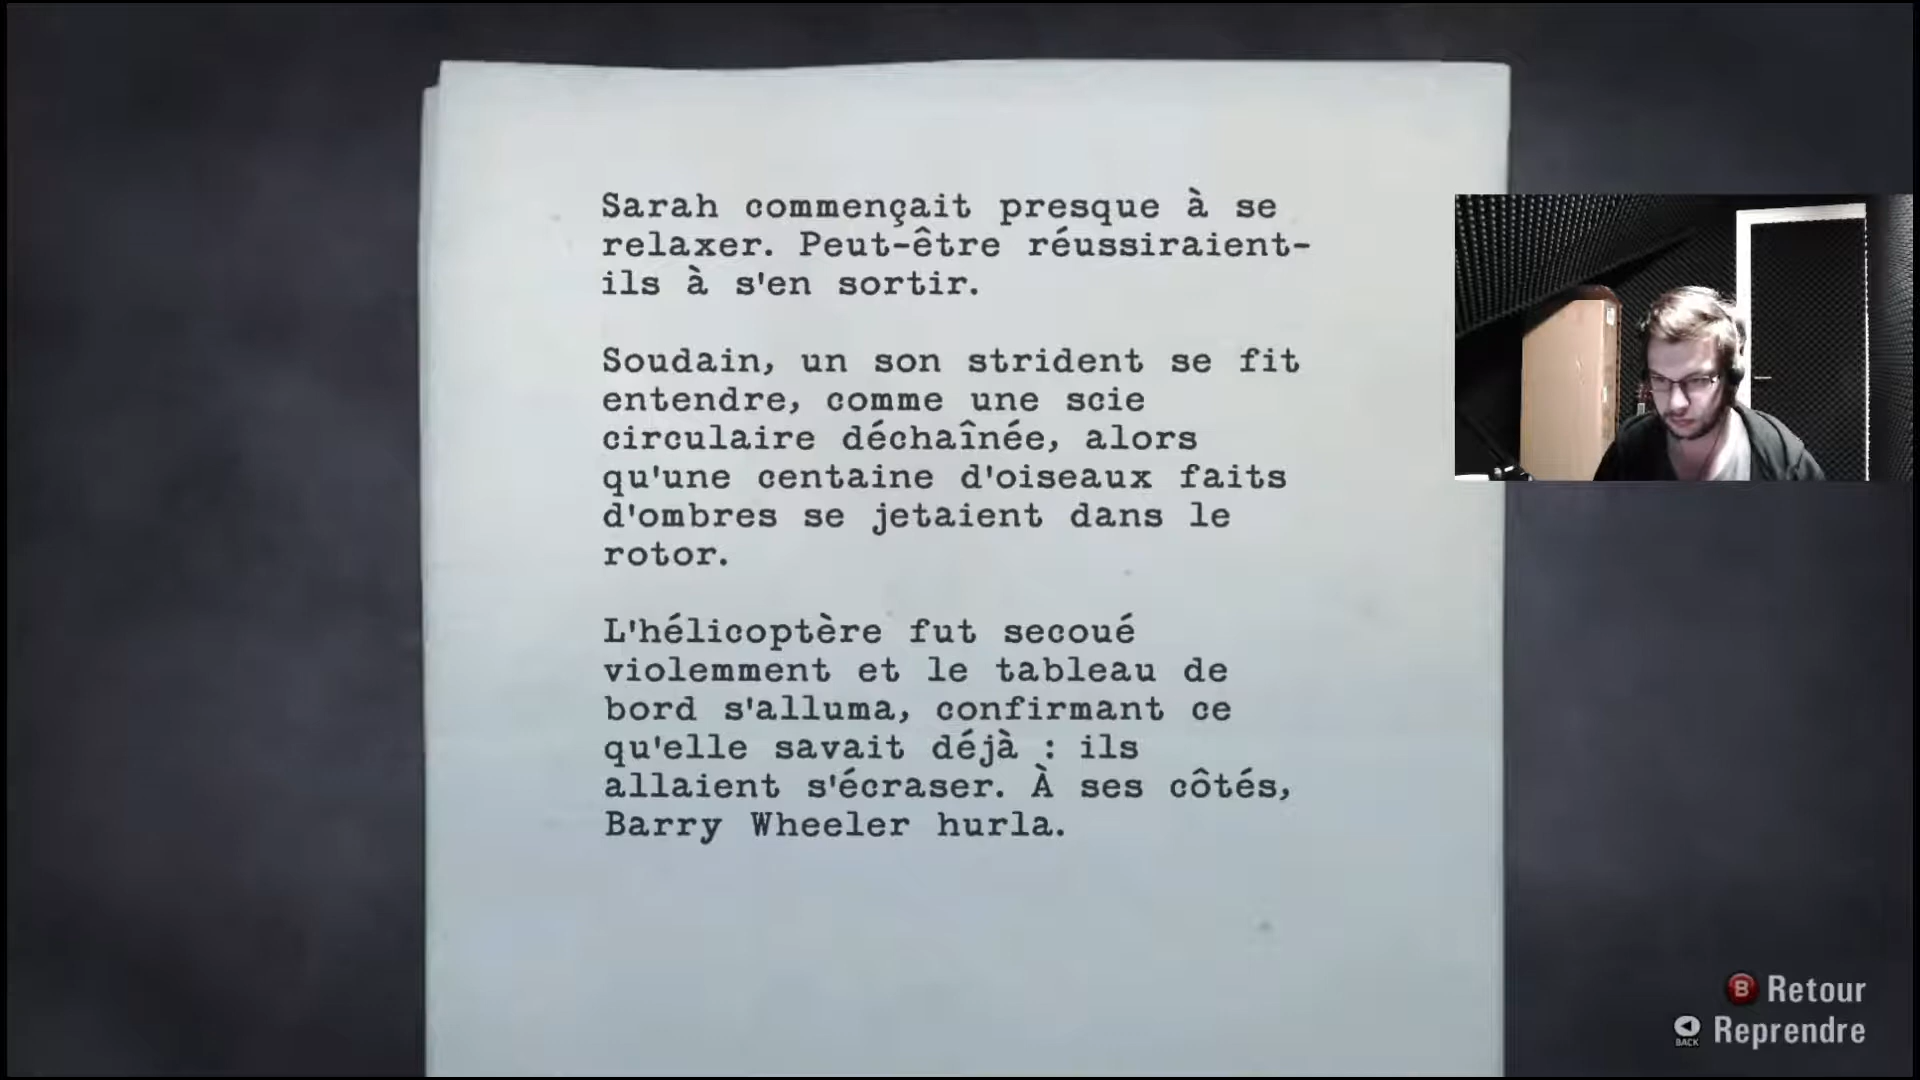 Sarah commençait presque à se
relaxer. Peut-être réussiraient-
ils à s'en sortir.
Soudain, un son strident se fit
entendre, comme une scie
circulaire déchaînée, alors
qu'une centaine d'oiseaux faits
d'ombres se jetaient dans le
rotor.
L'hélicoptère fut secoué
violemment et le tableau de
bord s'alluma, confirmant ce
qu'elle savait déjà : ils
allaient s'écraser. À ses côtés,
Barry Wheeler hurla.
B Retour
BACK Reprendre